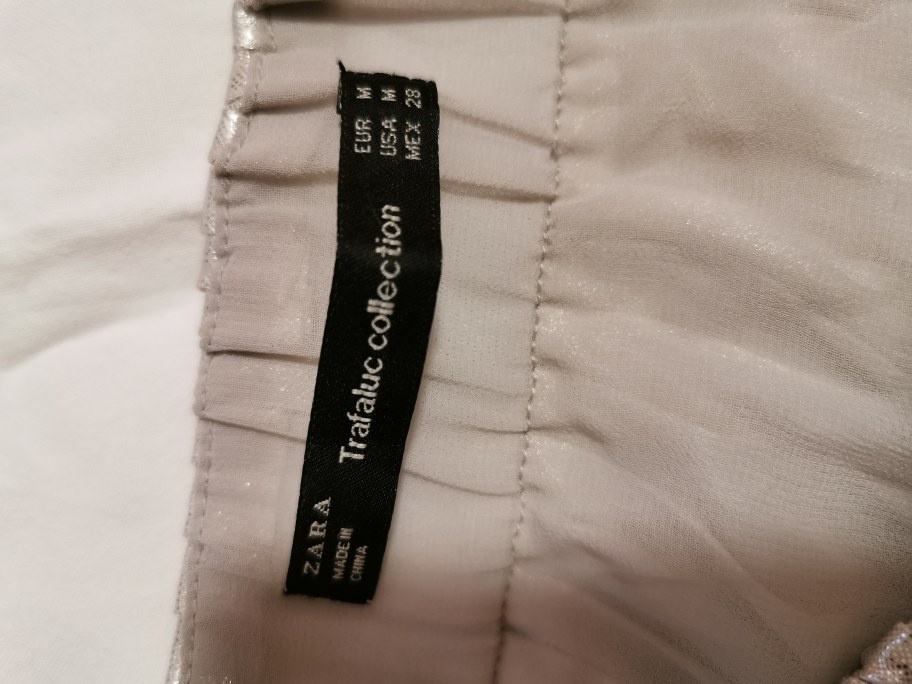 ZARA
MADE IN
CHINA
Trafaluc collection
EUR M
USA M
MEX 28